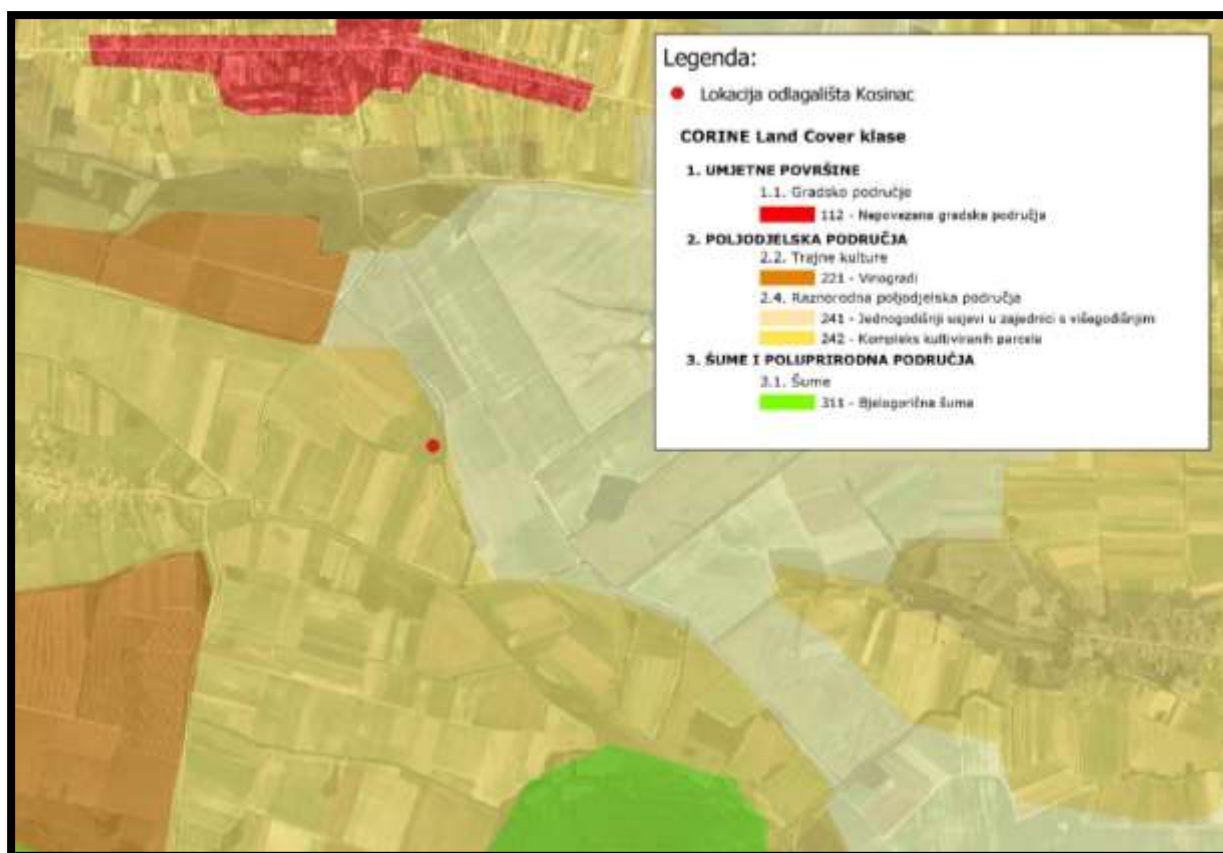 Legenda:
Lokacija odlagališta Kosinac
CORINE Land Cover klase
1. UMJETNE POVRŠINE
1.1. Gradsko područje
112 - Nepovezana gradska područja
2. POLJODJELSKA PODRUČJA
2.2. Trajne kulture
221 - Vinogradi
2.4. Raznorodna poljodjelska područja
241 - Jednogodišnji usjevi u zajednici s višegodišnjim
242 - Kompleks kultiviranih parcela
3. ŠUME I POLUPRIRODNA PODRUČJA
3.1. Šume
311 - Bjelogorična šuma